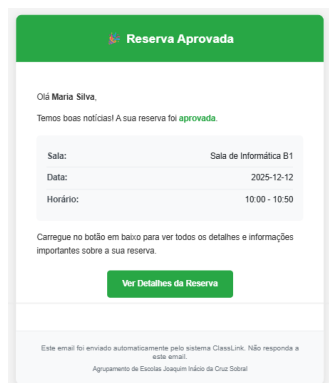 🎉 Reserva Aprovada
Olá Maria Silva,
Temos boas notícias! A sua reserva foi aprovada.
Sala: Sala de Informática B1
Data: 2025-12-12
Horário: 10:00 - 10:50
Carregue no botão em baixo para ver todos os detalhes e informações
importantes sobre a sua reserva.
Ver Detalhes da Reserva
Este email foi enviado automaticamente pelo sistema ClassLink. Não responda a
este email.
Agrupamento de Escolas Joaquim Inácio da Cruz Sobral